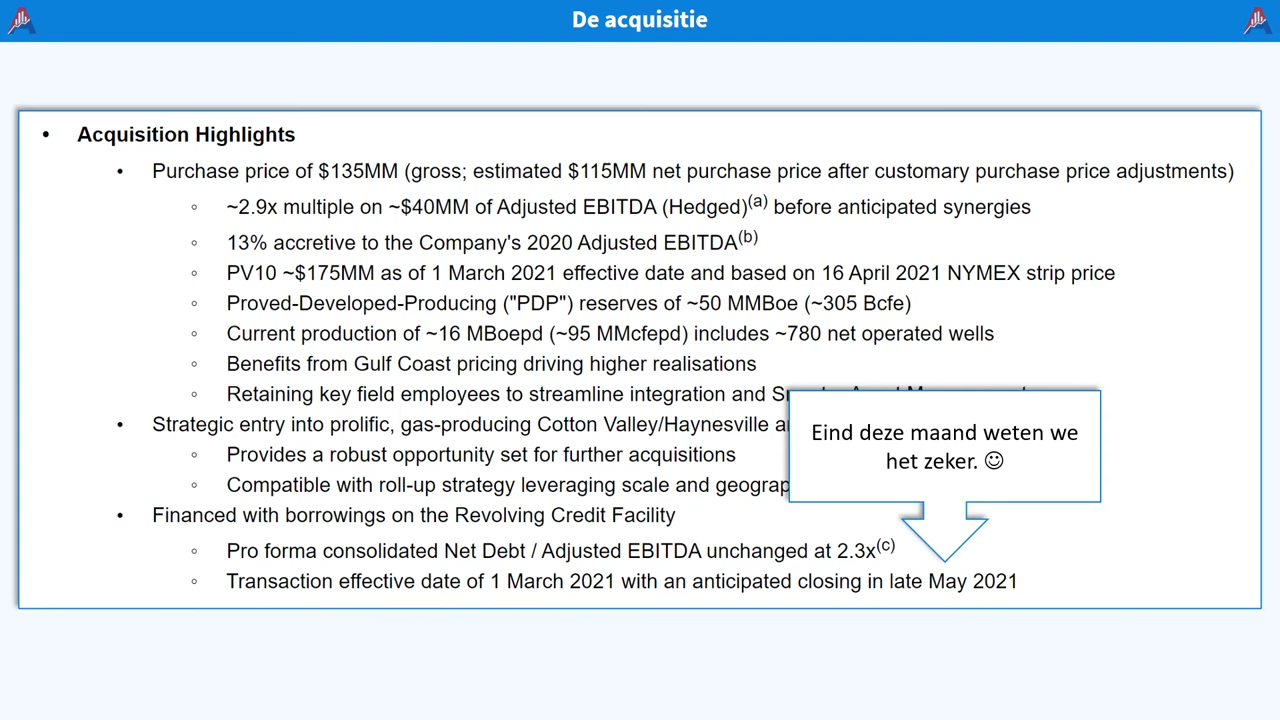 De acquisitie
• Acquisition Highlights
• Purchase price of $135MM (gross; estimated $115MM net purchase price after customary purchase price adjustments)
◦ ~2.9x multiple on ~$40MM of Adjusted EBITDA (Hedged)(a) before anticipated synergies
◦ 13% accretive to the Company's 2020 Adjusted EBITDA(b)
◦ PV10 ~$175MM as of 1 March 2021 effective date and based on 16 April 2021 NYMEX strip price
◦ Proved-Developed-Producing ("PDP") reserves of ~50 MMBoe (~305 Bcfe)
◦ Current production of ~16 MBoepd (~95 MMcfepd) includes ~780 net operated wells
◦ Benefits from Gulf Coast pricing driving higher realisations
◦ Retaining key field employees to streamline integration and
• Strategic entry into prolific, gas-producing Cotton Valley/Haynesville
◦ Provides a robust opportunity set for further acquisitions
◦ Compatible with roll-up strategy leveraging scale and
Eind deze maand weten we
het zeker. ☺
• Financed with borrowings on the Revolving Credit Facility
◦ Pro forma consolidated Net Debt / Adjusted EBITDA unchanged at 2.3x(c)
◦ Transaction effective date of 1 March 2021 with an anticipated closing in late May 2021